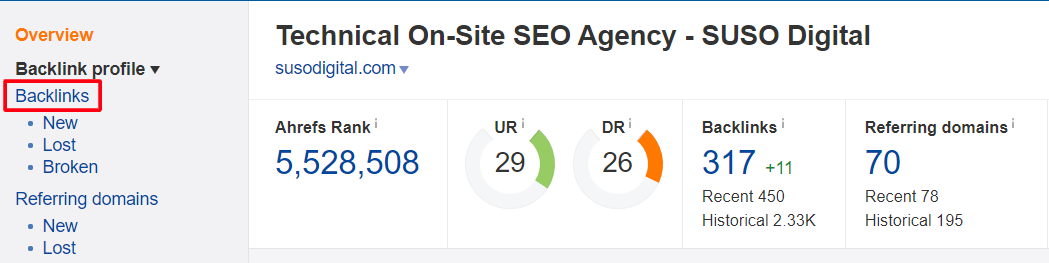 Overview
Backlink profile ▾
Backlinks
• New
• Lost
• Broken
Referring domains
• New
• Lost
Technical On-Site SEO Agency - SUSO Digital
susodigital.com ▾
Ahrefs Rank i
5,528,508
UR i
29
DR i
26
Backlinks i
317 +11
Recent 450
Historical 2.33K
Referring domains i
70
Recent 78
Historical 195